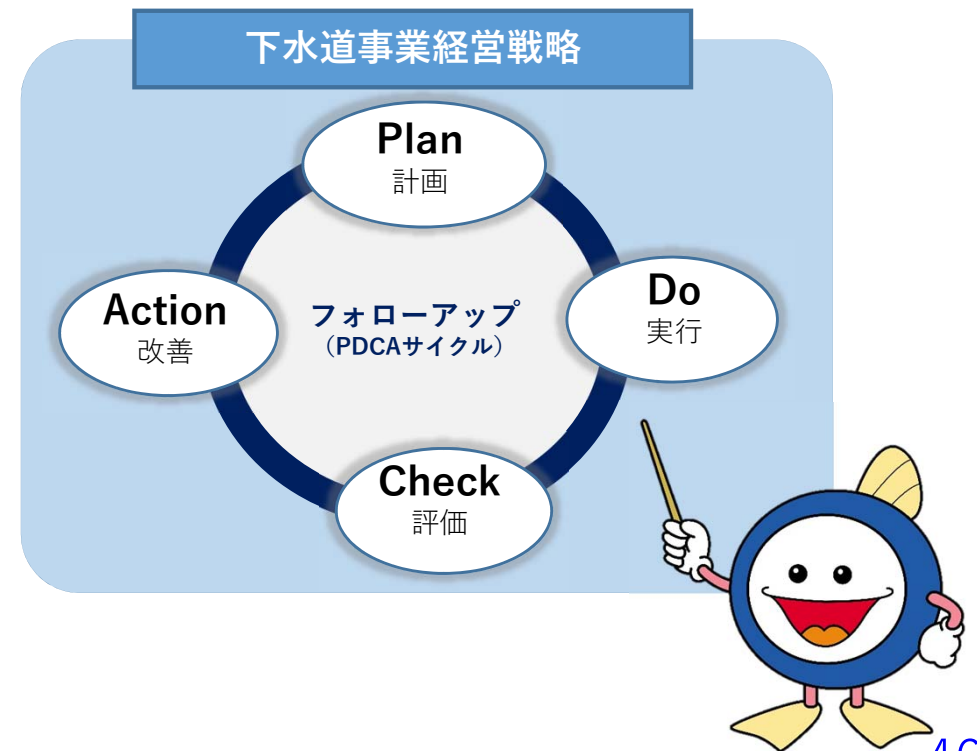 下水道事業経営戦略
Plan
計画
Do
実行
Action
改善
フォローアップ
（PDCAサイクル）
Check
評価